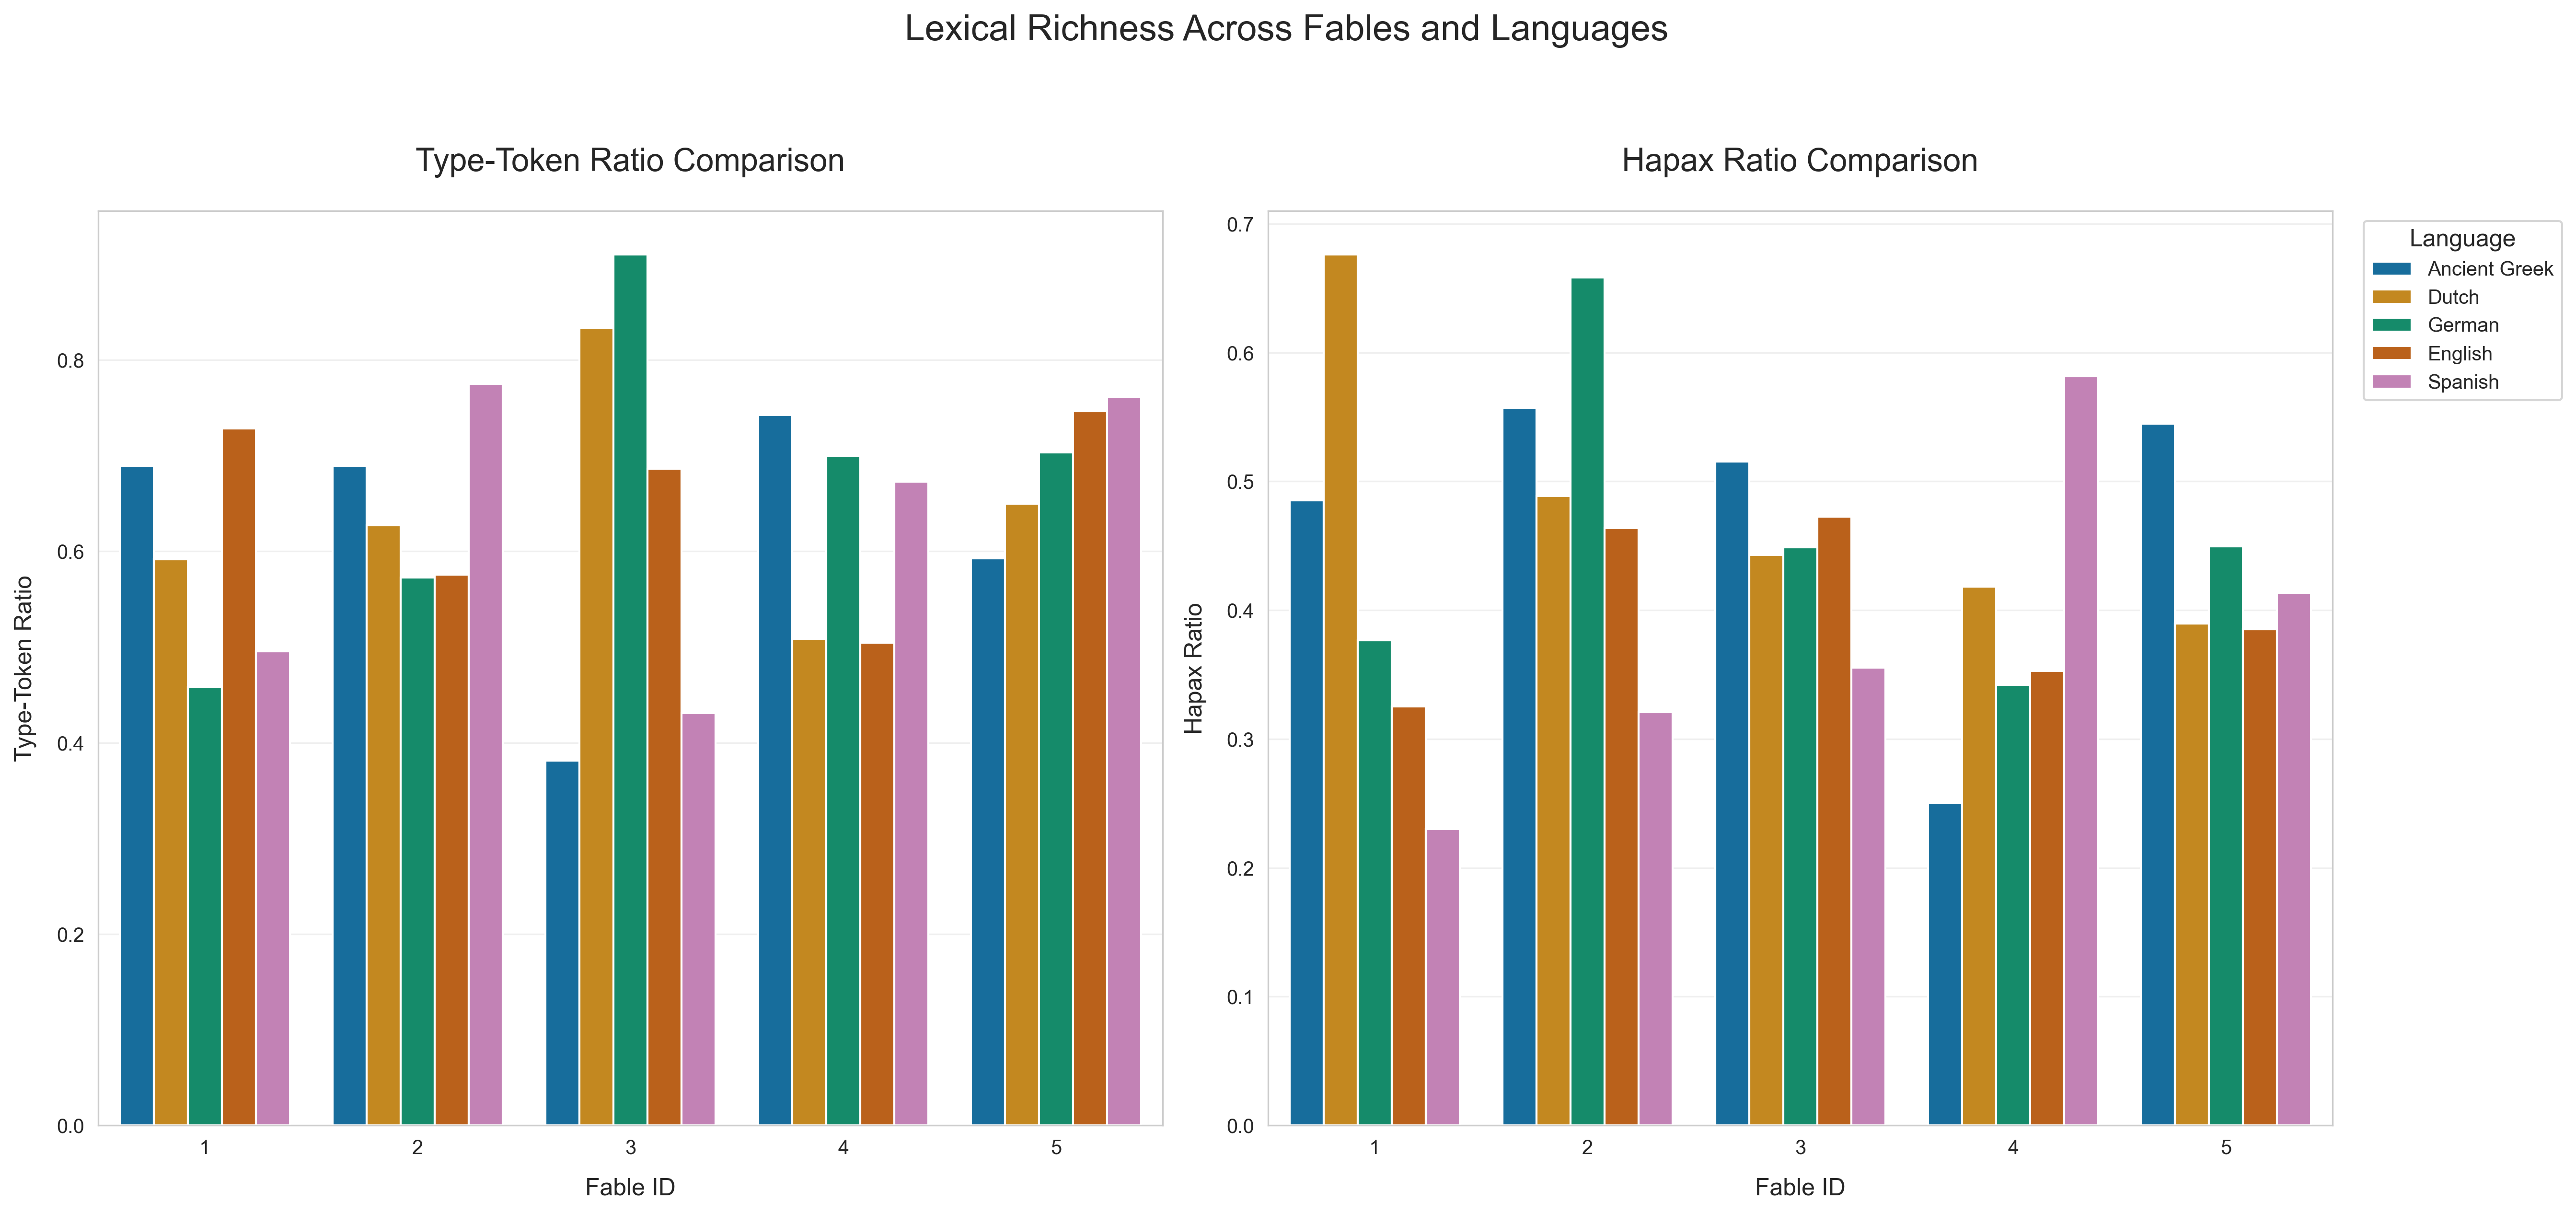 Lexical Richness Across Fables and Languages
Type-Token Ratio Comparison
Type-Token Ratio
0.8
0.6
0.4
0.2
0.0
1 2 3 4 5
Fable ID
Hapax Ratio Comparison
Hapax Ratio
0.7
0.6
0.5
0.4
0.3
0.2
0.1
0.0
1 2 3 4 5
Fable ID
Language
Ancient Greek
Dutch
German
English
Spanish